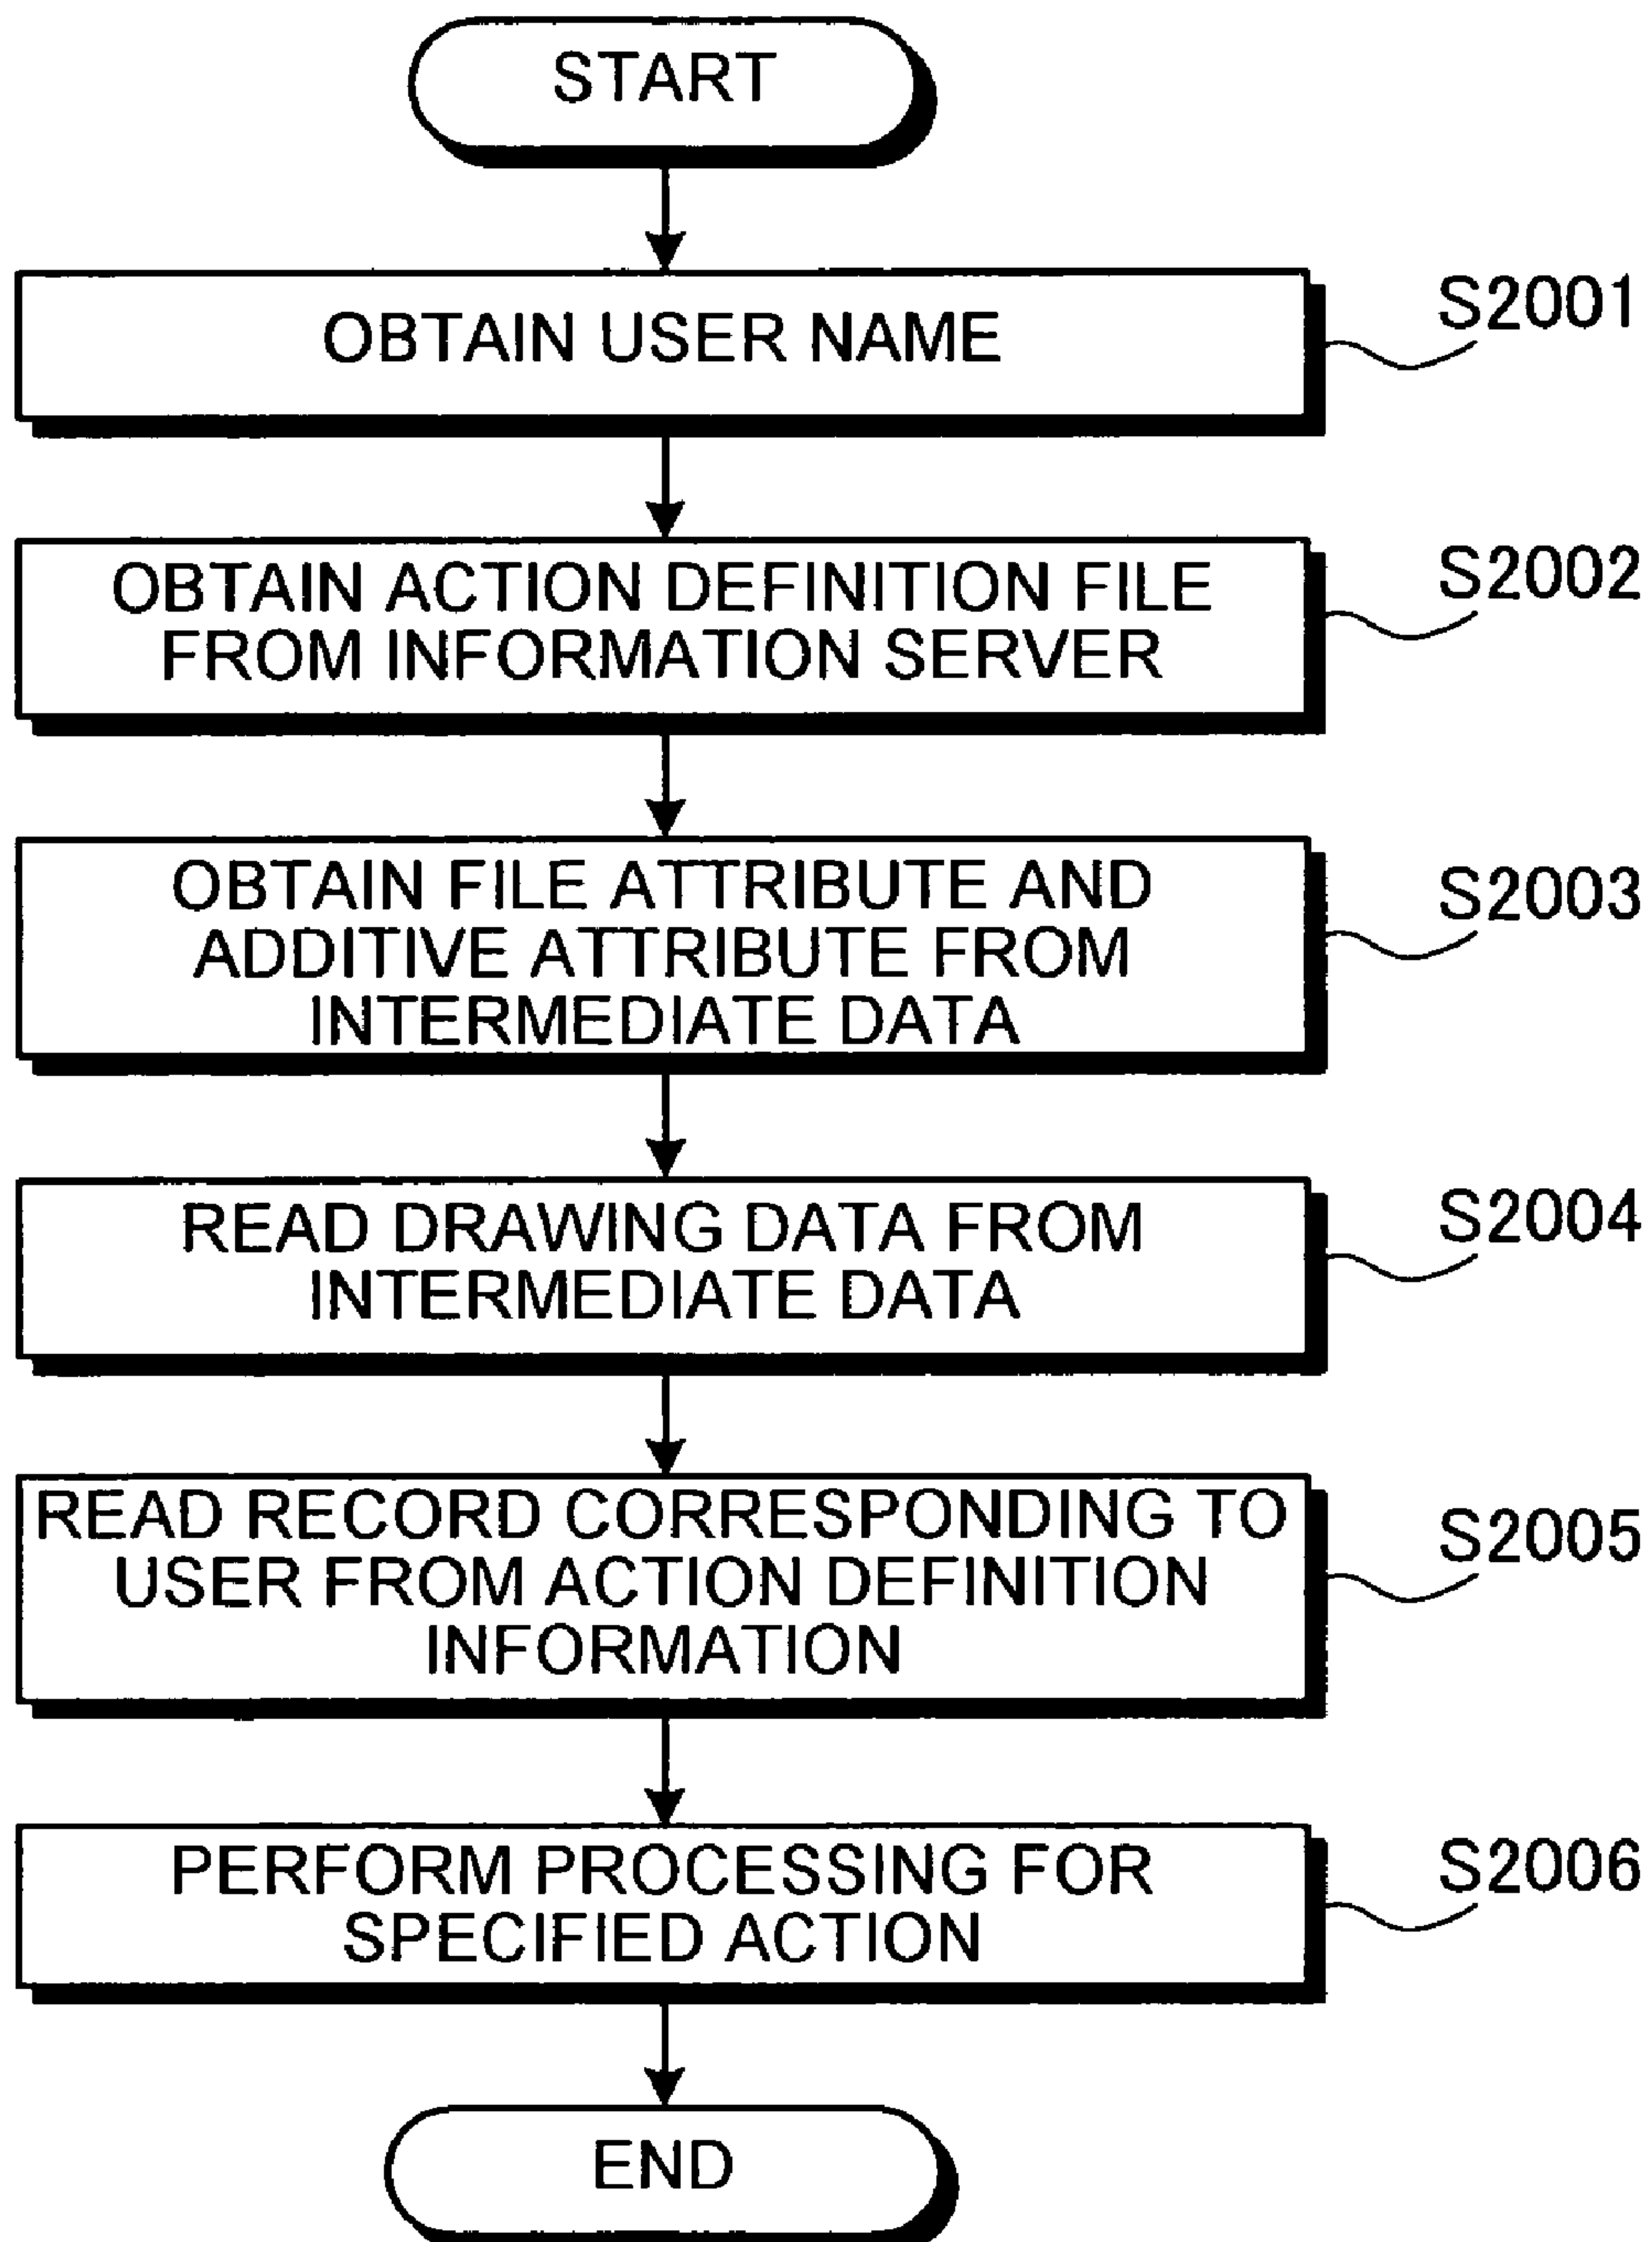 START
OBTAIN USER NAME
S2001
OBTAIN ACTION DEFINITION FILE
FROM INFORMATION SERVER
S2002
OBTAIN FILE ATTRIBUTE AND
ADDITIVE ATTRIBUTE FROM
INTERMEDIATE DATA
S2003
READ DRAWING DATA FROM
INTERMEDIATE DATA
S2004
READ RECORD CORRESPONDING TO
USER FROM ACTION DEFINITION
INFORMATION
S2005
PERFORM PROCESSING FOR
SPECIFIED ACTION
S2006
END